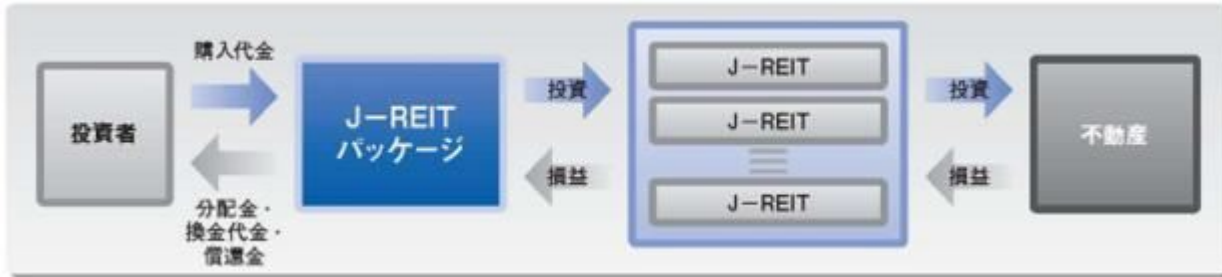 購入代金
投資者
分配金・
換金代金・
償還金
J-REIT
パッケージ
投資
損益
J-REIT
J-REIT
J-REIT
投資
損益
不動産